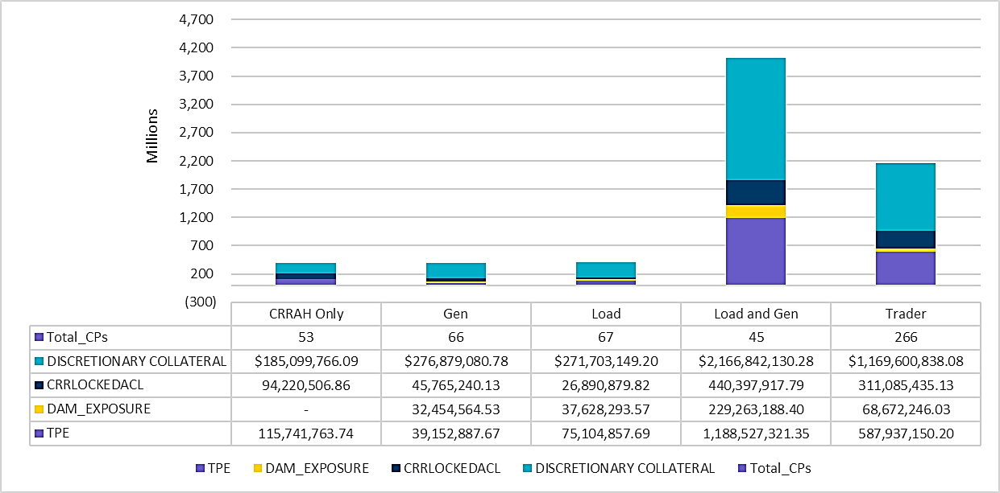 4,700
4,200
3,700
3,200
2,700
2,200
1,700
1,200
700
200
(300)
Millions
CRRAH Only Gen Load Load and Gen Trader
Total_CPs 53 66 67 45 266
DISCRETIONARY COLLATERAL $185,099,766.09 $276,879,080.78 $271,703,149.20 $2,166,842,130.28 $1,169,600,838.08
CRRLOCKEDACL 94,220,506.86 45,765,240.13 26,890,879.82 440,397,917.79 311,085,435.13
DAM_EXPOSURE - 32,454,564.53 37,628,293.57 229,263,188.40 68,672,246.03
TPE 115,741,763.74 39,152,887.67 75,104,857.69 1,188,527,321.35 587,937,150.20
TPE DAM_EXPOSURE CRRLOCKEDACL DISCRETIONARY COLLATERAL Total_CPs